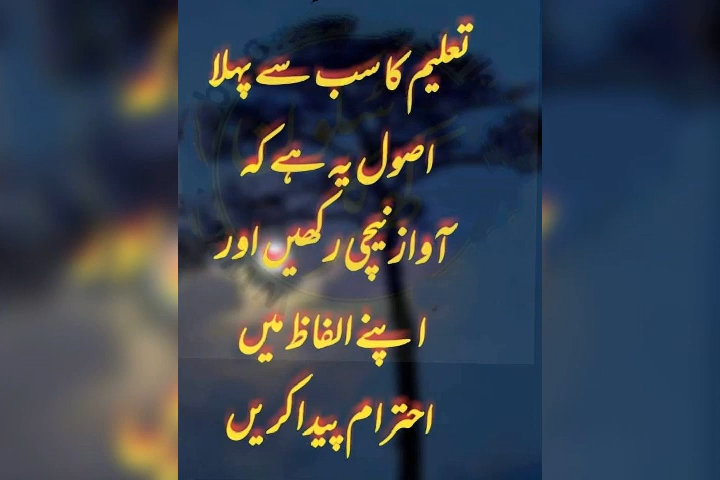 تعلیم کا سب سے پہلا
اصول یہ ہے کہ
آواز نیچی رکھیں اور
اپنے الفاظ میں
احترام پیدا کریں